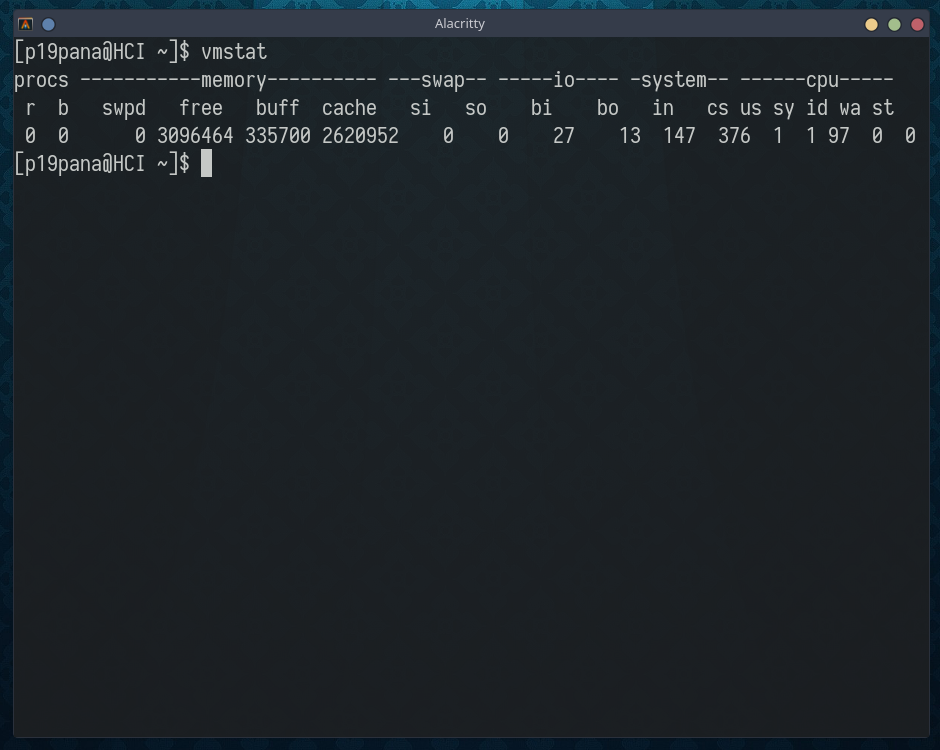 Alacritty
[p19pana@HCI ~]$ vmstat
procs -----------memory---------- ---swap-- -----io---- -system-- ------cpu-----
 r  b   swpd   free   buff  cache   si   so    bi    bo   in   cs us sy id wa st
 0  0      0 3096464 335700 2620952    0    0    27    13  147  376  1  1 97  0  0
[p19pana@HCI ~]$